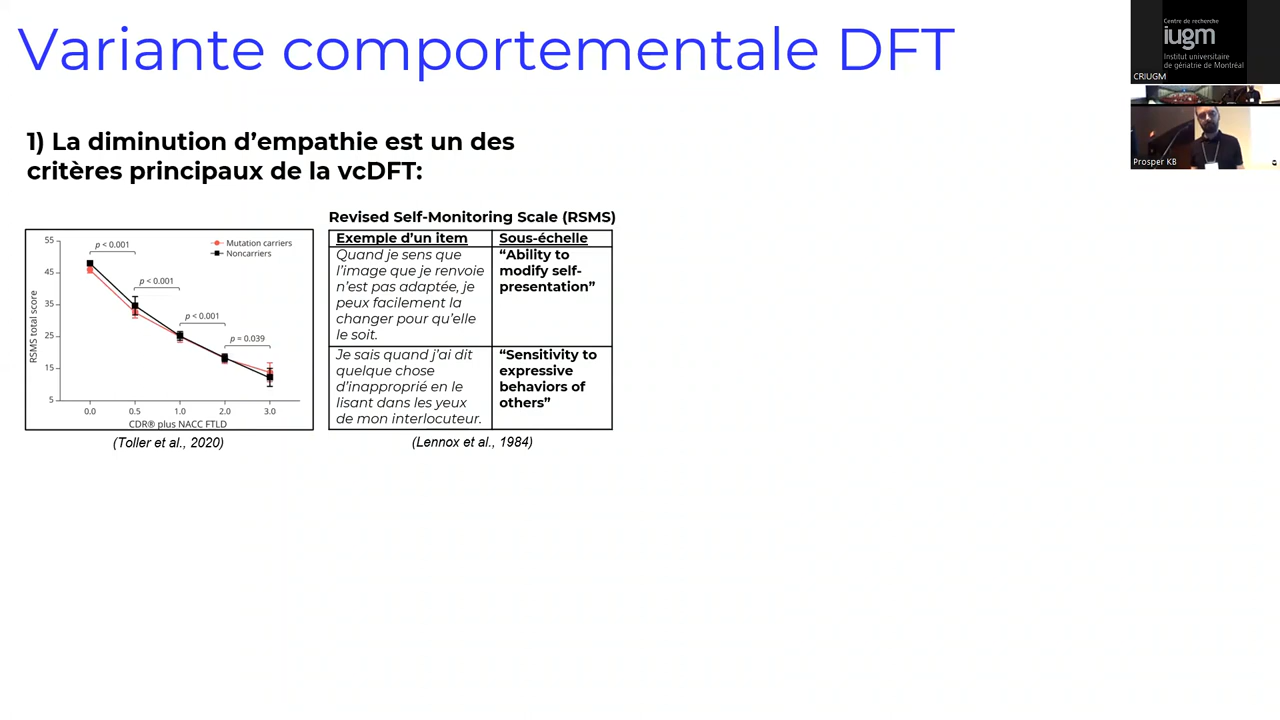 Variante comportementale DFT
Centre de recherche
iugm
Institut universitaire
de gériatrie de Montréal
CRIUGM
Prosper KB
1) La diminution d’empathie est un des
critères principaux de la vcDFT:
55
45
35
25
15
5
RSMS total score
p < 0.001
p < 0.001
p < 0.001
p = 0.039
Mutation carriers
Noncarriers
0.0 0.5 1.0 2.0 3.0
CDR® plus NACC FTLD
(Toller et al., 2020)
Revised Self-Monitoring Scale (RSMS)
Exemple d’un item
Sous-échelle
Quand je sens que
l’image que je renvoie
n’est pas adaptée, je
peux facilement la
changer pour qu’elle
le soit.
“Ability to
modify self-
presentation”
Je sais quand j’ai dit
quelque chose
d’inapproprié en le
lisant dans les yeux
de mon interlocuteur.
“Sensitivity to
expressive
behaviors of
others”
(Lennox et al., 1984)